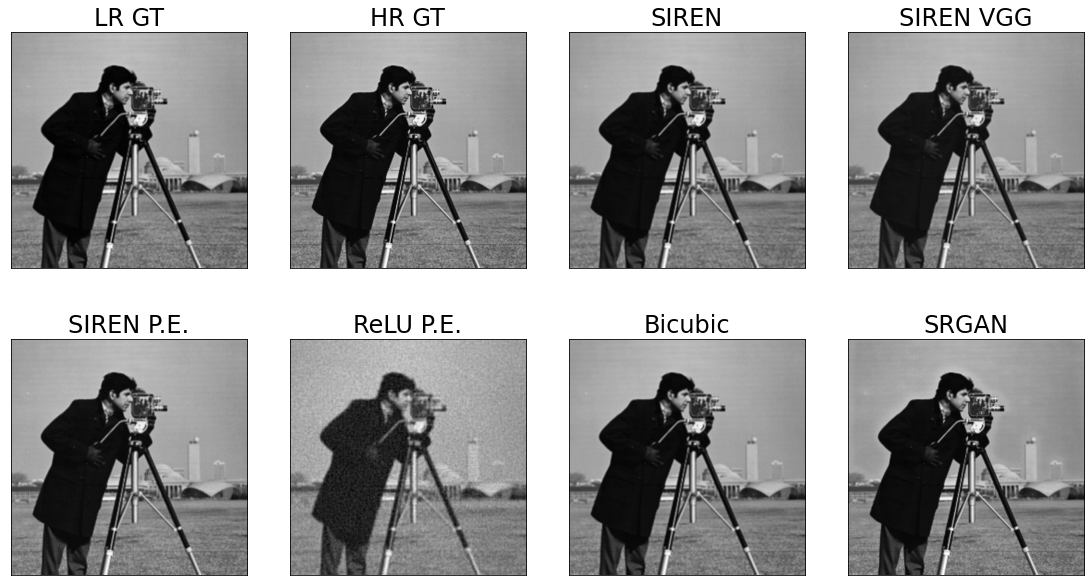 LR GT
HR GT
SIREN
SIREN VGG
SIREN P.E.
ReLU P.E.
Bicubic
SRGAN